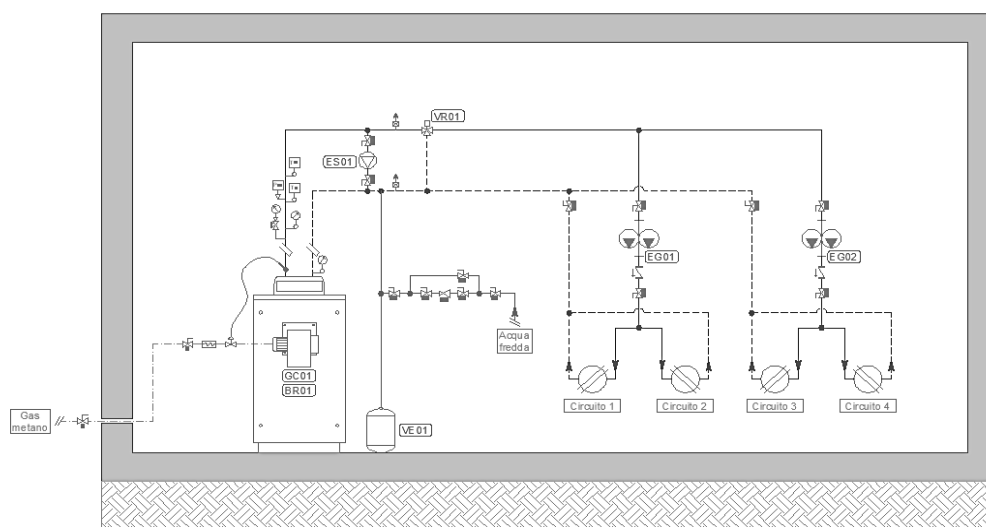 VR01
ES01
EG01
EG02
Acqua
fredda
GC01
BR01
Circuito 1
Circuito 2
Circuito 3
Circuito 4
Gas
metano
VE01